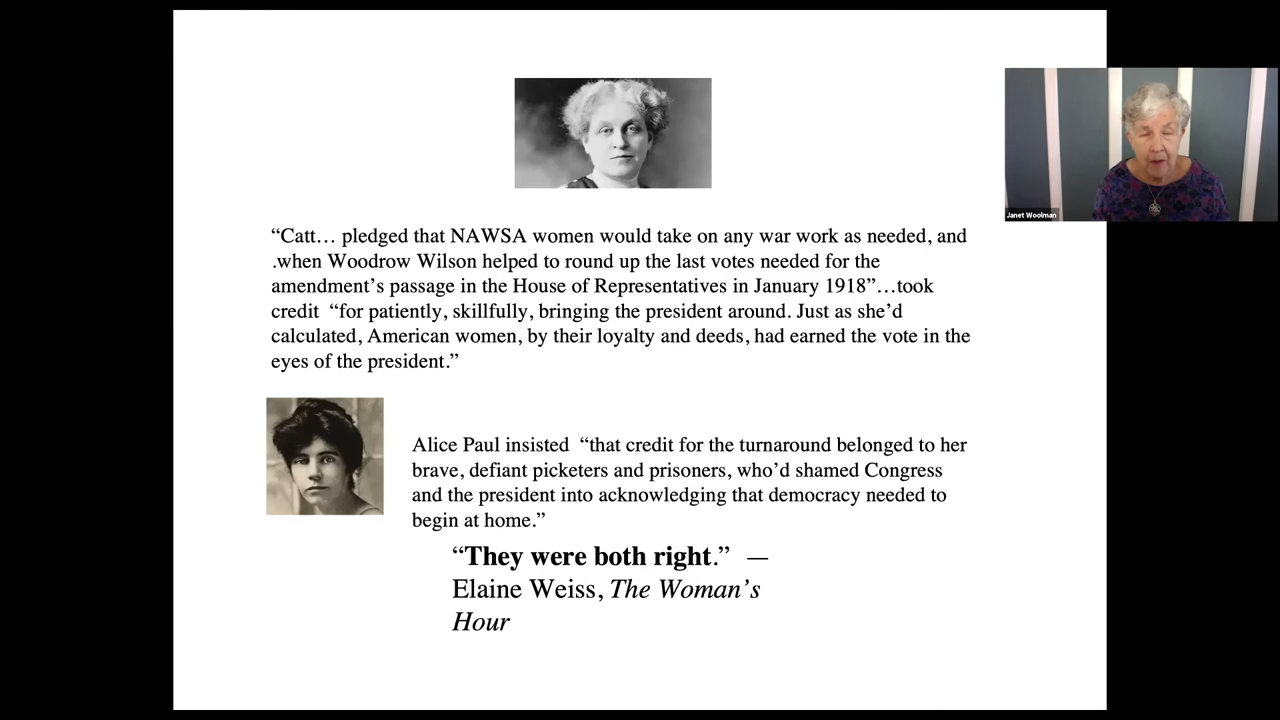 “Catt… pledged that NAWSA women would take on any war work as needed, and
.when Woodrow Wilson helped to round up the last votes needed for the
amendment’s passage in the House of Representatives in January 1918”…took
credit “for patiently, skillfully, bringing the president around. Just as she’d
calculated, American women, by their loyalty and deeds, had earned the vote in the
eyes of the president.”
Alice Paul insisted “that credit for the turnaround belonged to her
brave, defiant picketers and prisoners, who’d shamed Congress
and the president into acknowledging that democracy needed to
begin at home.”
“They were both right.” —
Elaine Weiss, The Woman’s
Hour
Janet Woolman